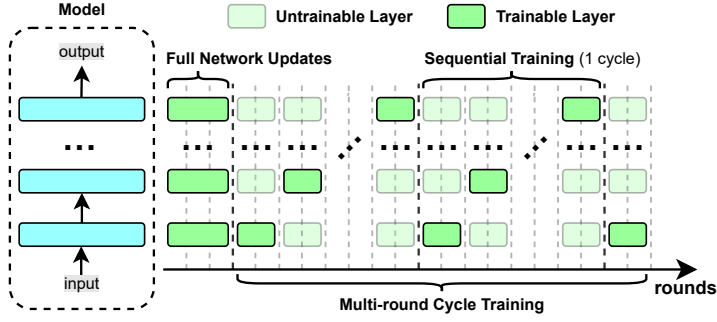 Model
Untrainable Layer
Trainable Layer
output
Full Network Updates
Sequential Training (1 cycle)
input
rounds
Multi-round Cycle Training